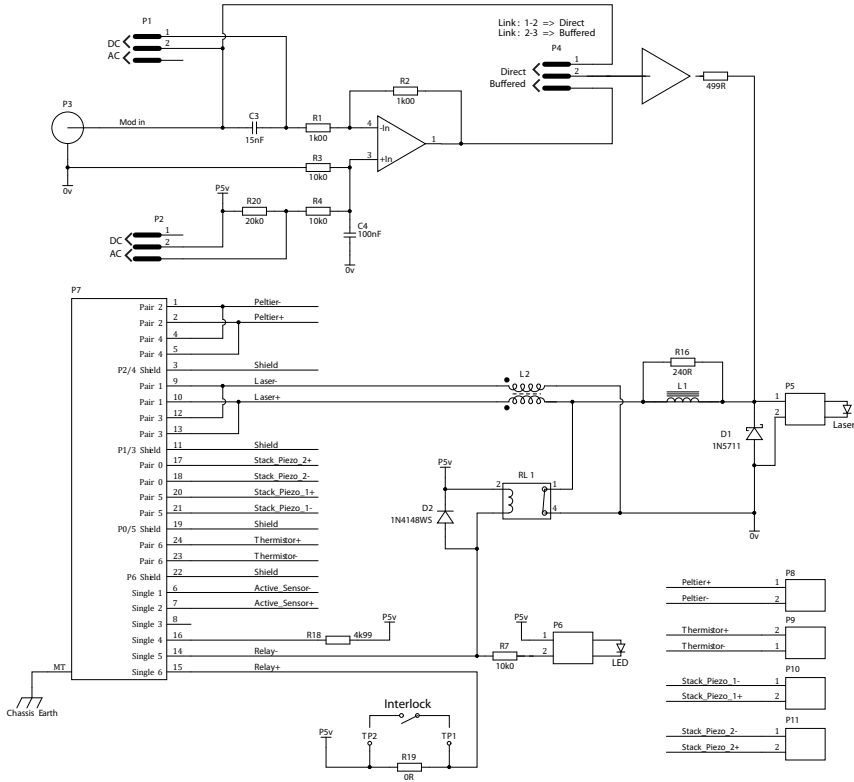 P1
DC
AC
1
2
Link: 1-2 => Direct
Link: 2-3 => Buffered
P4
Direct
Buffered
1
2
499R
P3
Mod in
0v
C3
15nF
R1
1k00
R2
1k00
4
-In
3
+In
1
R3
10k0
P5v
R20
20k0
R4
10k0
C4
100nF
0v
P2
DC
AC
1
2
P7
Pair 2 1 Peltier-
Pair 2 2 Peltier+
Pair 4 4
Pair 4 5
P2/4 Shield 3 Shield
Pair 1 9 Laser-
Pair 1 10 Laser+
Pair 3 12
Pair 3 13
P1/3 Shield 11 Shield
Pair 0 17 Stack_Piezo_2+
Pair 0 18 Stack_Piezo_2-
Pair 5 20 Stack_Piezo_1+
Pair 5 21 Stack_Piezo_1-
P0/5 Shield 19 Shield
Pair 6 24 Thermistor+
Pair 6 23 Thermistor-
P6 Shield 22 Shield
Single 1 6 Active_Sensor-
Single 2 7 Active_Sensor+
Single 3 8
Single 4 16
Single 5 14 Relay-
Single 6 15 Relay+
MT
Chassis Earth
L2
R16
240R
L1
P5
1
2
Laser
D1
1N5711
0v
P5v
D2
1N4148WS
RL 1
2
1
4
R18
4k99
P5v
R7
10k0
P5v
P6
1
2
LED
Interlock
P5v
TP2
TP1
R19
0R
P8
Peltier+ 1
Peltier- 2
P9
Thermistor+ 2
Thermistor- 1
P10
Stack_Piezo_1- 1
Stack_Piezo_1+ 2
P11
Stack_Piezo_2- 1
Stack_Piezo_2+ 2